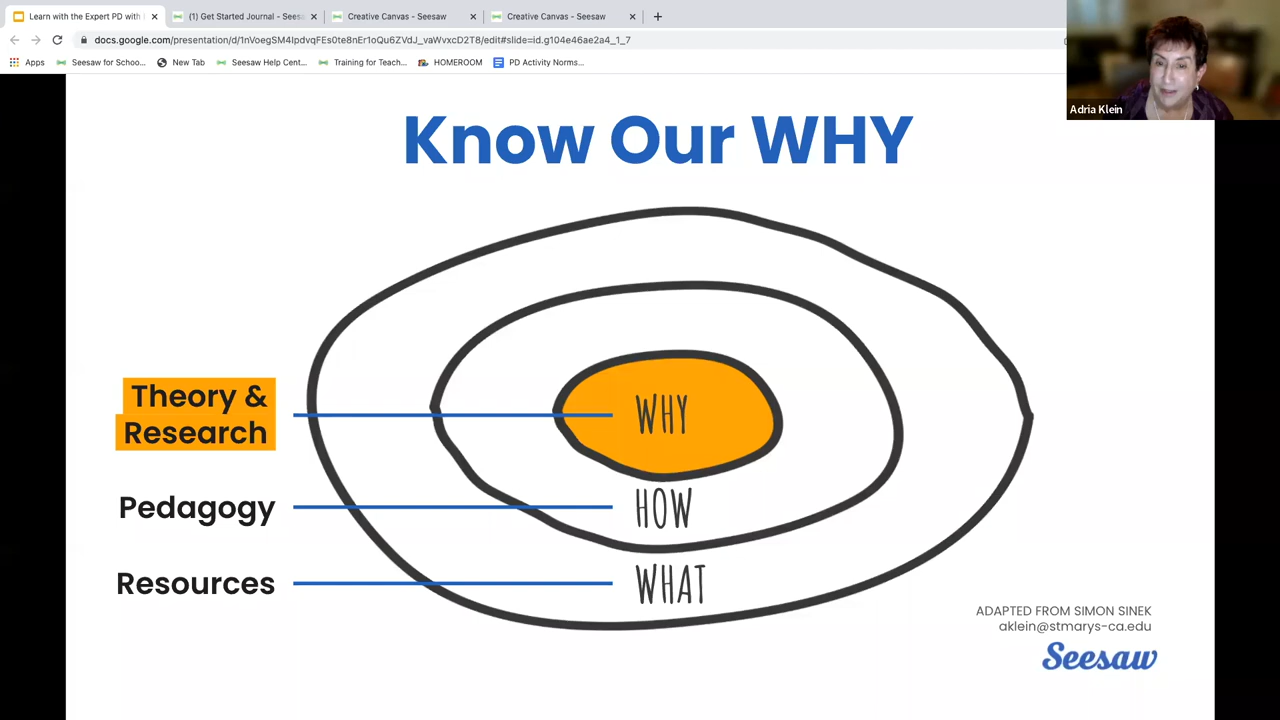 Learn with the Expert PD with
(1) Get Started Journal - Sees
Creative Canvas - Seesaw
Creative Canvas - Seesaw
docs.google.com/presentation/d/1nVoegSM4IpdvqFEs0te8nEr1oQu6ZVdJ_vaWvxcD2T8/edit#slide=id.g104e46ae2a4_1_7
Apps
Seesaw for Schoo...
New Tab
Seesaw Help Cent...
Training for Teach...
HOMEROOM
PD Activity Norms...
Adria Klein
Know Our WHY
Theory &
Research
WHY
Pedagogy
HOW
Resources
WHAT
ADAPTED FROM SIMON SINEK
aklein@stmarys-ca.edu
Seesaw